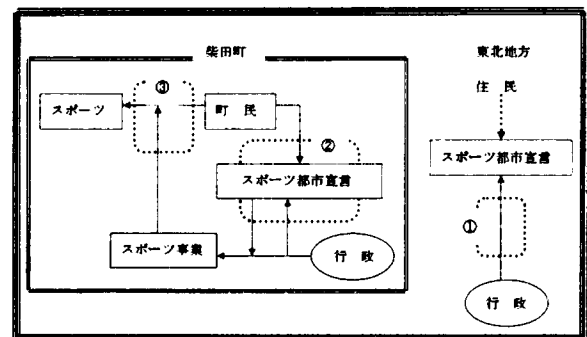 柴田町
東北地方
③
スポーツ
町 民
住 民
②
スポーツ都市宣言
スポーツ都市宣言
①
スポーツ事業
行 政
行 政